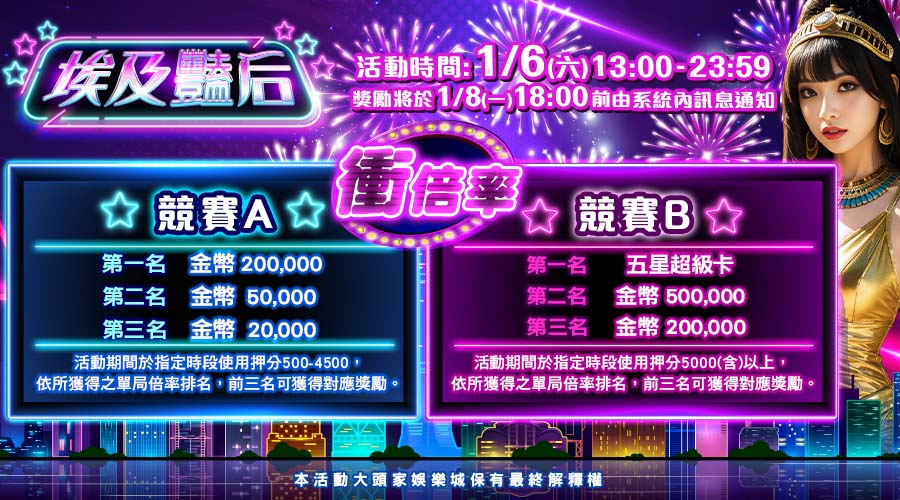 埃及豔后
活動時間: 1/6(六)13:00-23:59
獎勵將於1/8(一)18:00前由系統內訊息通知
衝倍率
競賽A
第一名 金幣 200,000
第二名 金幣 50,000
第三名 金幣 20,000
活動期間於指定時段使用押分500-4500，
依所獲得之單局倍率排名，前三名可獲得對應獎勵。
競賽B
第一名 五星超級卡
第二名 金幣 500,000
第三名 金幣 200,000
活動期間於指定時段使用押分5000(含)以上，
依所獲得之單局倍率排名，前三名可獲得對應獎勵。
本活動大頭家娛樂城保有最終解釋權